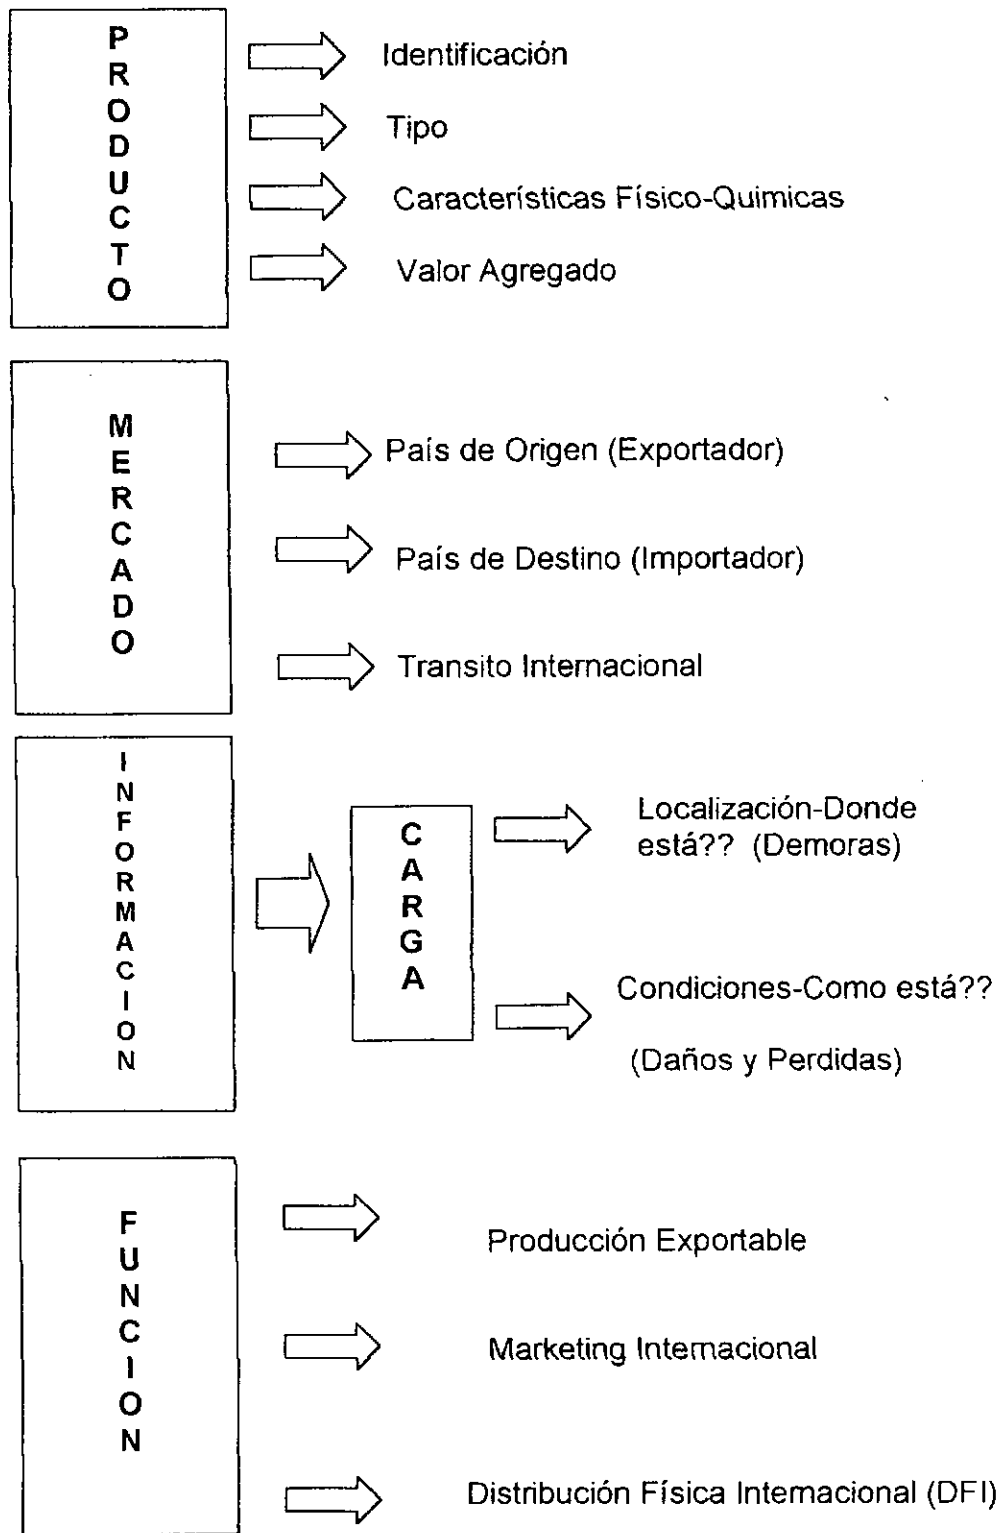 PRODUCTO
Identificación
Tipo
Característícas Físico-Quimicas
Valor Agregado
MERCADO
País de Origen (Exportador)
País de Destino (Importador)
Transito Internacional
INFORMACION
CARGA
Localización-Donde
está?? (Demoras)
Condiciones-Como está??
(Daños y Perdidas)
FUNCION
Producción Exportable
Marketing Internacional
Distribución Física Internacional (DFI)